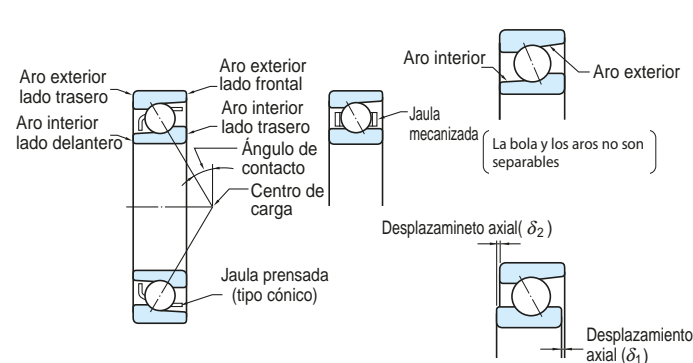 Aro exterior
lado trasero
Aro exterior
lado frontal
Aro interior
lado delantero
Aro interior
lado trasero
Ángulo de
contacto
Centro de
carga
Jaula prensada
(tipo cónico)
Jaula
mecanizada
Aro interior
Aro exterior
La bola y los aros no son
separables
Desplazamineto axial( δ2 )
Desplazamiento
axial (δ1)